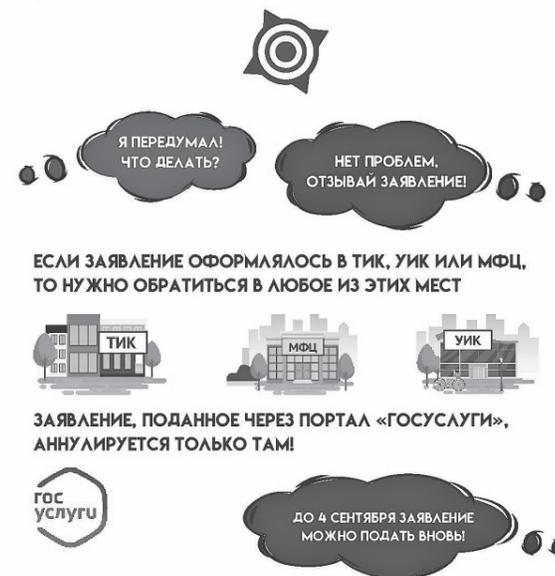 Я ПЕРЕДУМАЛ!
ЧТО ДЕЛАТЬ?
НЕТ ПРОБЛЕМ,
ОТЗЫВАЙ ЗАЯВЛЕНИЕ!
ЕСЛИ ЗАЯВЛЕНИЕ ОФОРМЛЯЛОСЬ В ТИК, УИК ИЛИ МФЦ,
ТО НУЖНО ОБРАТИТЬСЯ В ЛЮБОЕ ИЗ ЭТИХ МЕСТ
ТИК
МФЦ
УИК
ЗАЯВЛЕНИЕ, ПОДАННОЕ ЧЕРЕЗ ПОРТАЛ «ГОСУСЛУГИ»,
АННУЛИРУЕТСЯ ТОЛЬКО ТАМ!
гос
услуги
ДО 4 СЕНТЯБРЯ ЗАЯВЛЕНИЕ
МОЖНО ПОДАТЬ ВНОВЬ!